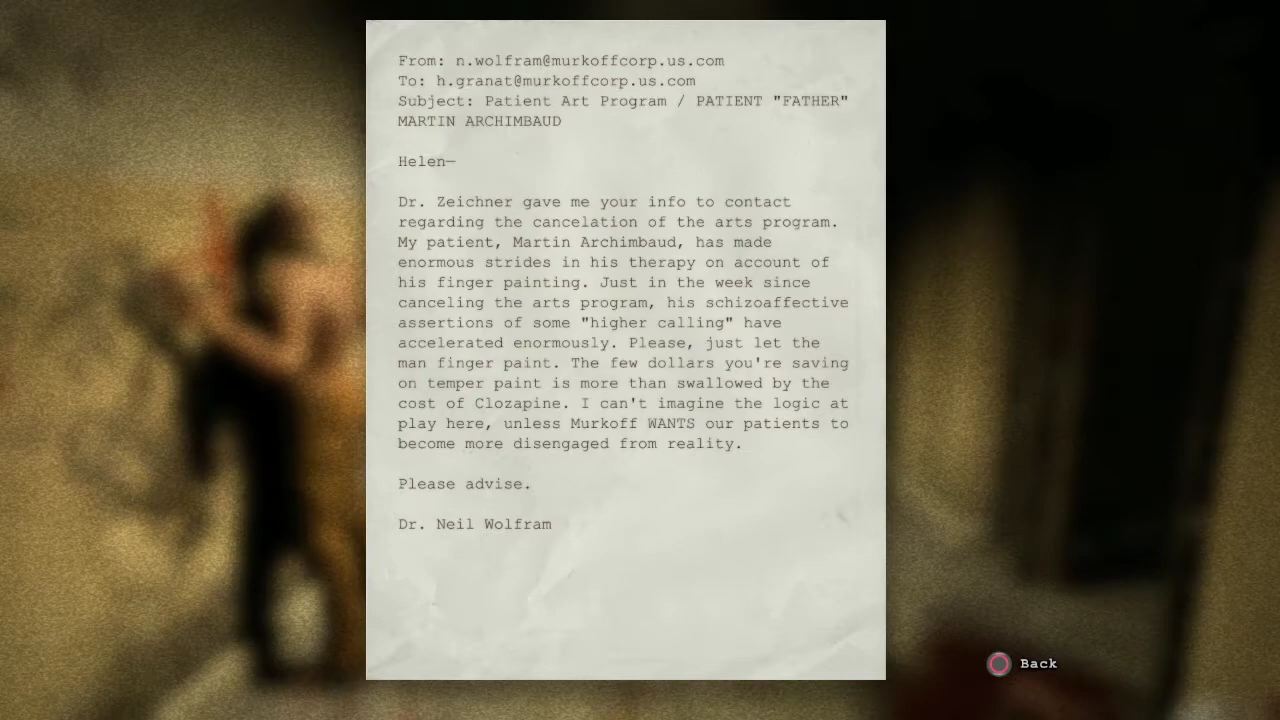 From: n.wolfram@murkoffcorp.us.com
To: h.granat@murkoffcorp.us.com
Subject: Patient Art Program / PATIENT "FATHER"
MARTIN ARCHIMBAUD
Helen—
Dr. Zeichner gave me your info to contact
regarding the cancelation of the arts program.
My patient, Martin Archimbaud, has made
enormous strides in his therapy on account of
his finger painting. Just in the week since
canceling the arts program, his schizoaffective
assertions of some "higher calling" have
accelerated enormously. Please, just let the
man finger paint. The few dollars you're saving
on temper paint is more than swallowed by the
cost of Clozapine. I can't imagine the logic at
play here, unless Murkoff WANTS our patients to
become more disengaged from reality.
Please advise.
Dr. Neil Wolfram
Back